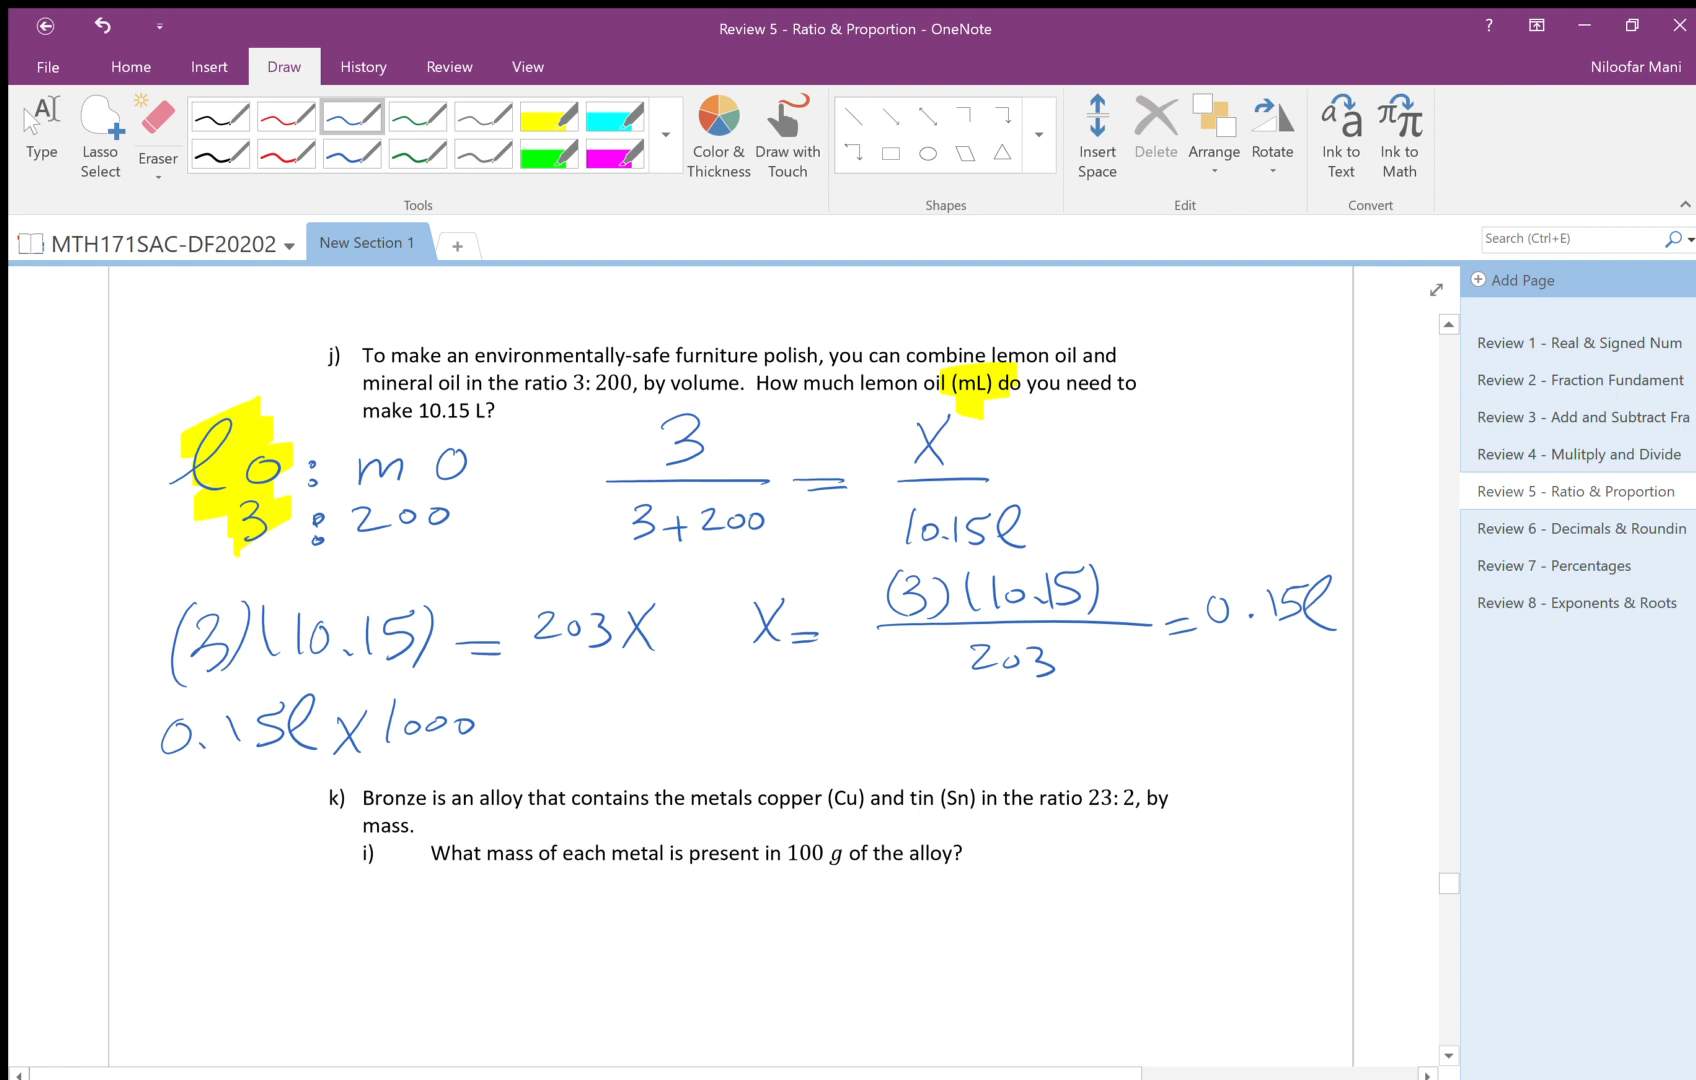 Review 5 - Ratio & Proportion - OneNote
?
File Home Insert Draw History Review View
Niloofar Mani
Type
Lasso Select
Eraser
Color & Thickness
Draw with Touch
Insert Space
Delete
Arrange
Rotate
Ink to Text
Ink to Math
Tools
Shapes
Edit
Convert
MTH171SAC-DF20202
New Section 1
+
Search (Ctrl+E)
Add Page
Review 1 - Real & Signed Num
Review 2 - Fraction Fundament
Review 3 - Add and Subtract Fra
Review 4 - Mulitply and Divide
Review 5 - Ratio & Proportion
Review 6 - Decimals & Roundin
Review 7 - Percentages
Review 8 - Exponents & Roots
j) To make an environmentally-safe furniture polish, you can combine lemon oil and
mineral oil in the ratio 3: 200, by volume. How much lemon oil (mL) do you need to
make 10.15 L?
l o : m o
3 : 200
3 / 3+200 = X / 10.15l
(3)(10.15) = 203X
X = (3)(10.15) / 203 = 0.15l
0.15l X 1000
k) Bronze is an alloy that contains the metals copper (Cu) and tin (Sn) in the ratio 23: 2, by
mass.
i) What mass of each metal is present in 100 g of the alloy?